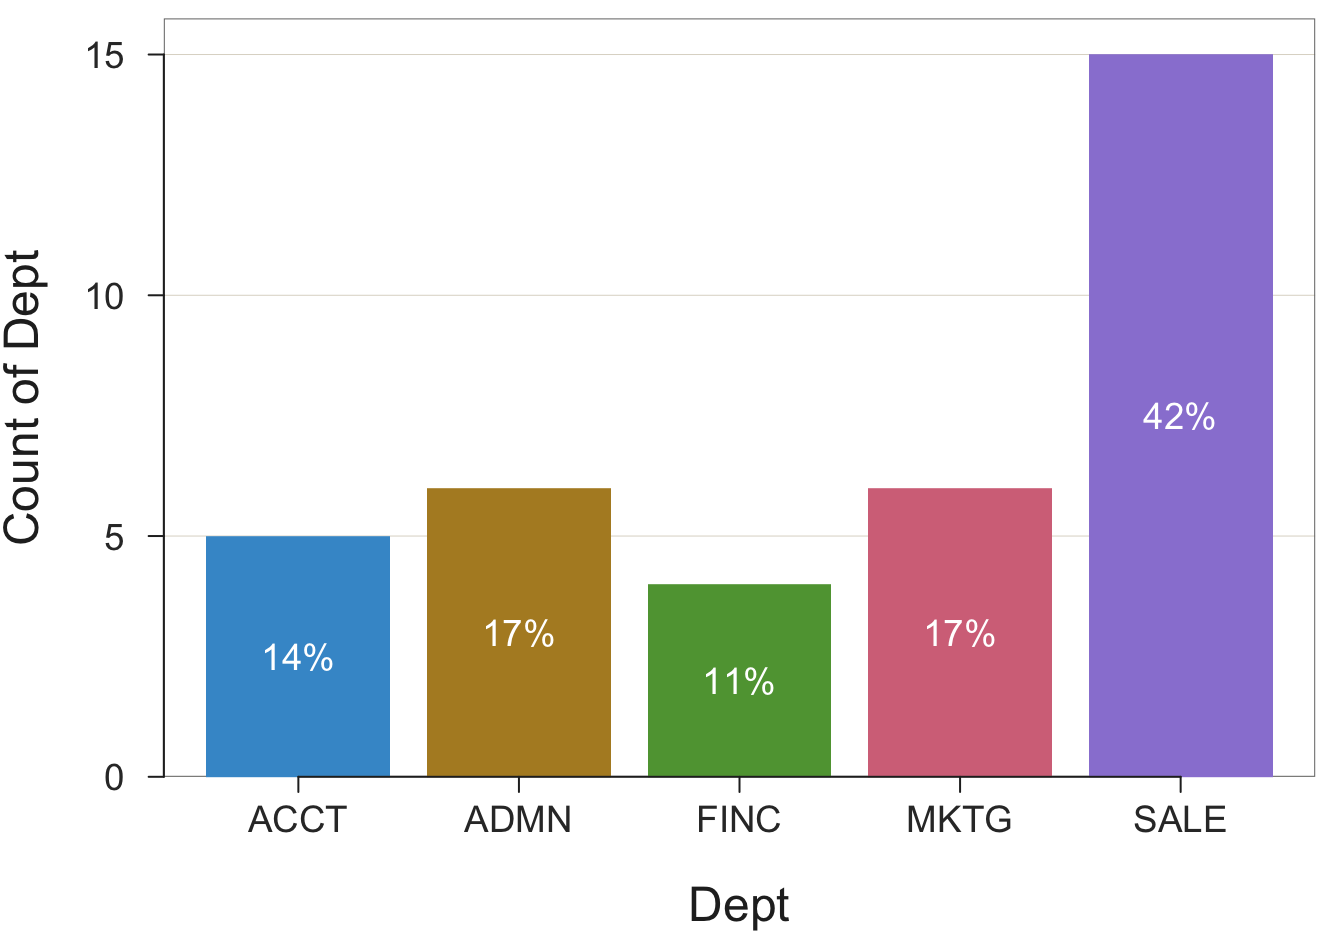 15
10
5
0
Count of Dept
14%
17%
11%
17%
42%
ACCT
ADMN
FINC
MKTG
SALE
Dept